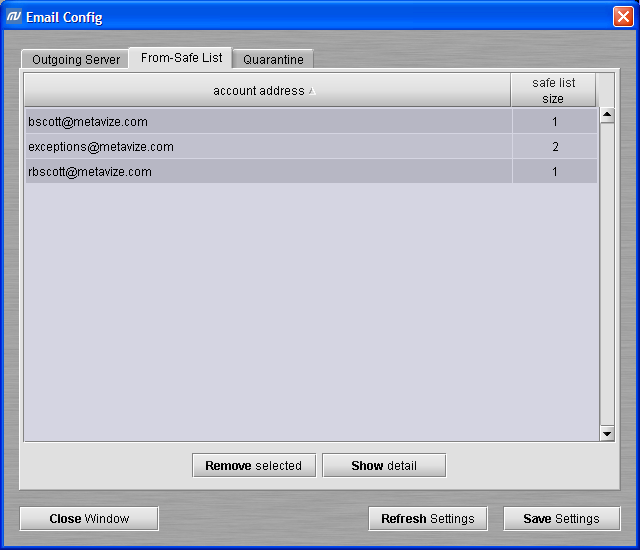 Email Config
Outgoing Server From-Safe List Quarantine
account address safe list size
bscott@metavize.com 1
exceptions@metavize.com 2
rbscott@metavize.com 1
Remove selected Show detail
Close Window Refresh Settings Save Settings